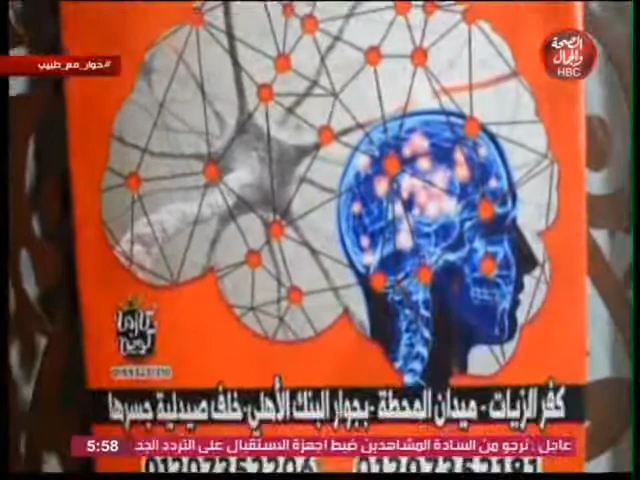 الصحة
والجمال
HBC
#حوار_مع_طبيب
كفر الزيات - ميدان المحطة - بجوار البنك الأهلي - خلف صيدلية جسرها
عاجل : نرجو من السادة المشاهدين ضبط اجهزة الاستقبال على التردد الجد
5:58